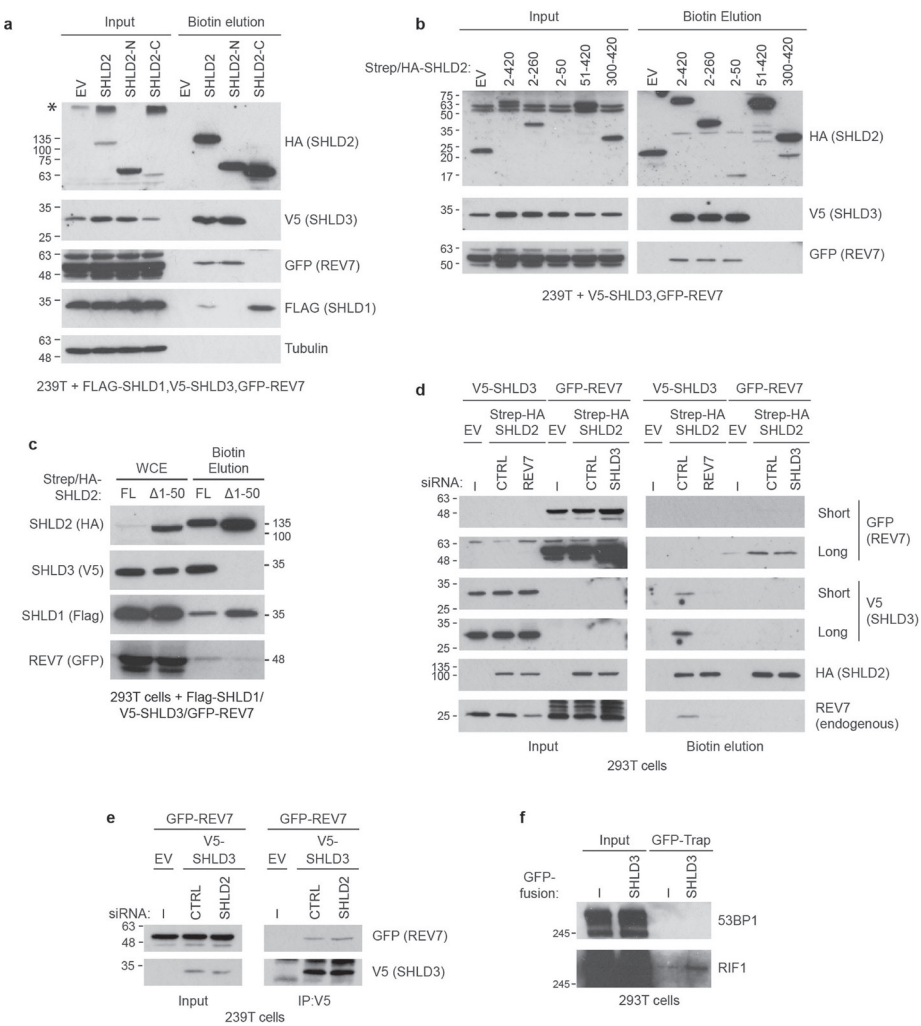 a
Input Biotin elution
EV SHLD2 SHLD2-N SHLD2-C EV SHLD2 SHLD2-N SHLD2-C
*
135
100
75
63
HA (SHLD2)
35
25
V5 (SHLD3)
63
48
GFP (REV7)
35
FLAG (SHLD1)
63
48
Tubulin
239T + FLAG-SHLD1,V5-SHLD3,GFP-REV7
b
Input Biotin Elution
Strep/HA-SHLD2:
EV 2-420 2-260 2-50 51-420 300-420 EV 2-420 2-260 2-50 51-420 300-420
75
63
50
35
25
20
17
HA (SHLD2)
35
V5 (SHLD3)
63
50
GFP (REV7)
239T + V5-SHLD3,GFP-REV7
c
WCE Biotin Elution
Strep/HA-
SHLD2: FL Δ1-50 FL Δ1-50
SHLD2 (HA) 135
100
SHLD3 (V5) 35
SHLD1 (Flag) 35
REV7 (GFP) 48
293T cells + Flag-SHLD1/
V5-SHLD3/GFP-REV7
d
V5-SHLD3 GFP-REV7 V5-SHLD3 GFP-REV7
EV Strep-HA SHLD2 EV Strep-HA SHLD2 EV Strep-HA SHLD2 EV Strep-HA SHLD2
siRNA: – CTRL REV7 – CTRL SHLD3 – CTRL REV7 – CTRL SHLD3
63
48
Short
63
48
Long
GFP
(REV7)
35
25
Short
35
25
Long
V5
(SHLD3)
135
100
HA (SHLD2)
25
REV7
(endogenous)
Input Biotin elution
293T cells
e
GFP-REV7 GFP-REV7
EV V5-SHLD3 EV V5-SHLD3
siRNA: – CTRL SHLD2 – CTRL SHLD2
63
48
GFP (REV7)
35
V5 (SHLD3)
Input IP:V5
239T cells
f
Input GFP-Trap
GFP-
fusion: – SHLD3 – SHLD3
245
53BP1
RIF1
245
293T cells